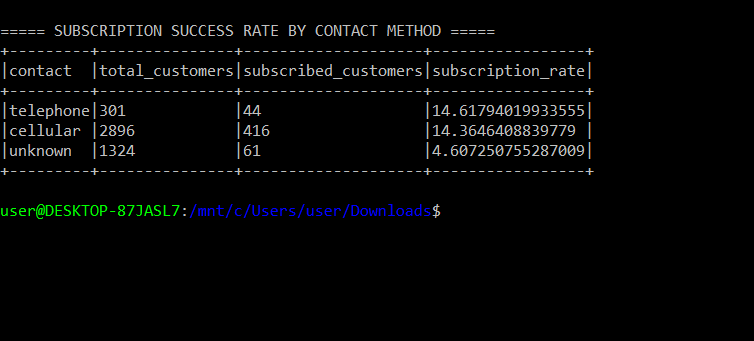 ===== SUBSCRIPTION SUCCESS RATE BY CONTACT METHOD =====
+---------+---------------+--------------------+-----------------+
|contact  |total_customers|subscribed_customers|subscription_rate|
+---------+---------------+--------------------+-----------------+
|telephone|301            |44                  |14.61794019933555|
|cellular |2896           |416                 |14.3646408839779 |
|unknown  |1324           |61                  |4.607250755287009|
+---------+---------------+--------------------+-----------------+
user@DESKTOP-87JASL7:/mnt/c/Users/user/Downloads$